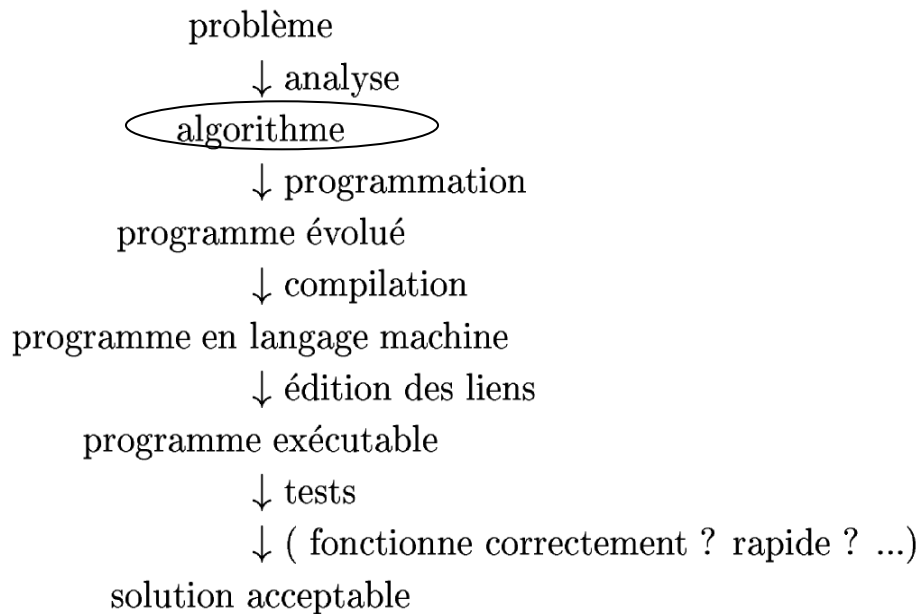 problème
↓ analyse
algorithme
↓ programmation
programme évolué
↓ compilation
programme en langage machine
↓ édition des liens
programme exécutable
↓ tests
↓ ( fonctionne correctement ? rapide ? ...)
solution acceptable